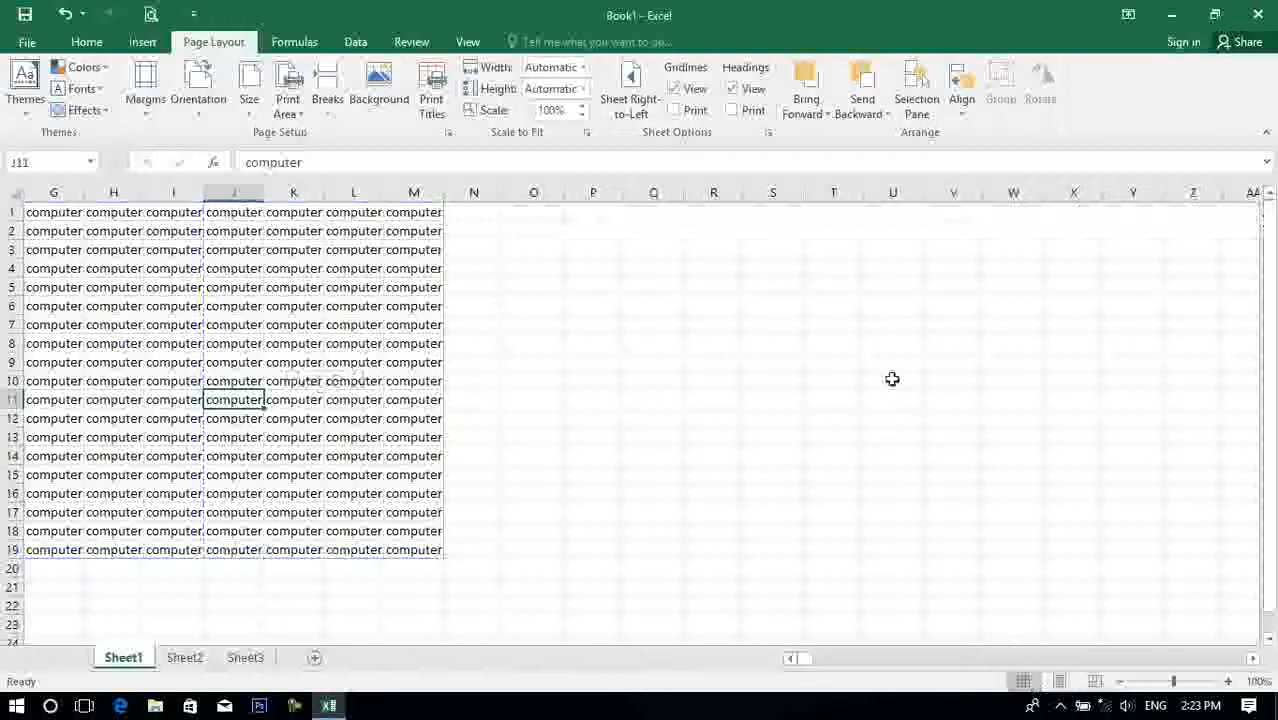 Book1 - Excel
File Home Insert Page Layout Formulas Data Review View Tell me what you want to do... Sign in Share
Colors Width: Automatic Gridlines Headings
Fonts Height: Automatic View View
Effects Scale: 100% Print Print
Themes Margins Orientation Size Print Area Breaks Background Print Titles Sheet Right-to-Left Bring Forward Send Backward Selection Pane Align Group Rotate
Themes Page Setup Scale to Fit Sheet Options Arrange
J11 fx computer
G H I J K L M N O P Q R S T U V W X Y Z AA
1 computer computer computer computer computer computer computer
2 computer computer computer computer computer computer computer
3 computer computer computer computer computer computer computer
4 computer computer computer computer computer computer computer
5 computer computer computer computer computer computer computer
6 computer computer computer computer computer computer computer
7 computer computer computer computer computer computer computer
8 computer computer computer computer computer computer computer
9 computer computer computer computer computer computer computer
10 computer computer computer computer computer computer computer
11 computer computer computer computer computer computer computer
12 computer computer computer computer computer computer computer
13 computer computer computer computer computer computer computer
14 computer computer computer computer computer computer computer
15 computer computer computer computer computer computer computer
16 computer computer computer computer computer computer computer
17 computer computer computer computer computer computer computer
18 computer computer computer computer computer computer computer
19 computer computer computer computer computer computer computer
20
21
22
23
24
Sheet1 Sheet2 Sheet3
Ready 100%
ENG 2:23 PM